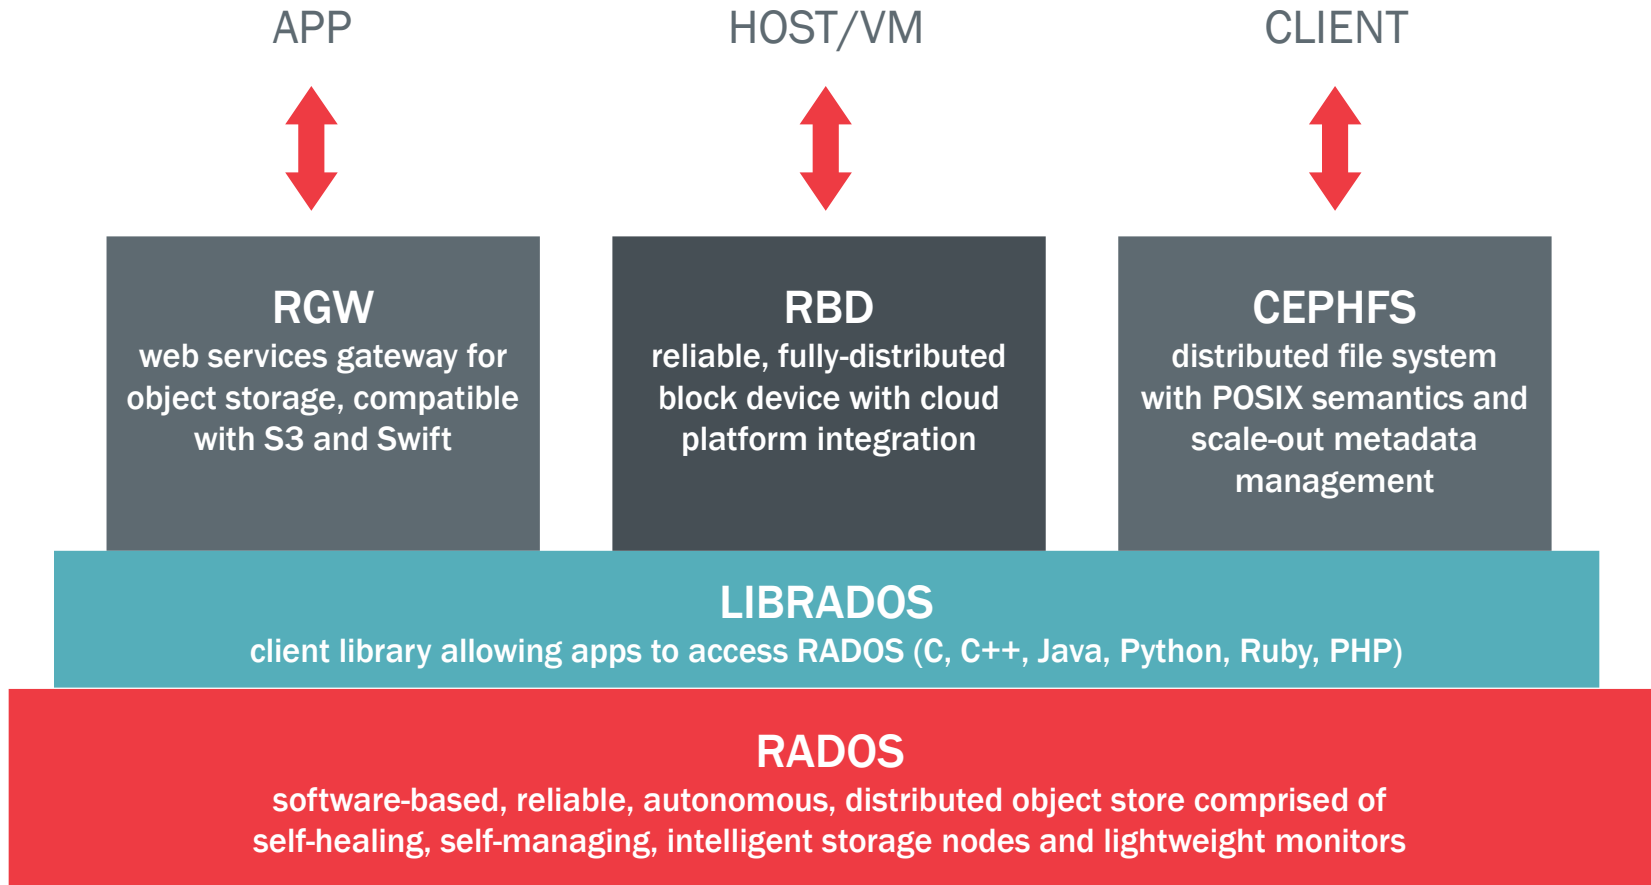 APP
HOST/VM
CLIENT
RGW
web services gateway for
object storage, compatible
with S3 and Swift
RBD
reliable, fully-distributed
block device with cloud
platform integration
CEPHFS
distributed file system
with POSIX semantics and
scale-out metadata
management
LIBRADOS
client library allowing apps to access RADOS (C, C++, Java, Python, Ruby, PHP)
RADOS
software-based, reliable, autonomous, distributed object store comprised of
self-healing, self-managing, intelligent storage nodes and lightweight monitors